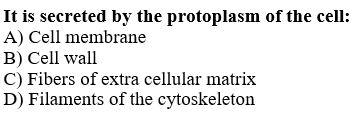 It is secreted by the protoplasm of the cell:
A) Cell membrane
B) Cell wall
C) Fibers of extra cellular matrix
D) Filaments of the cytoskeleton